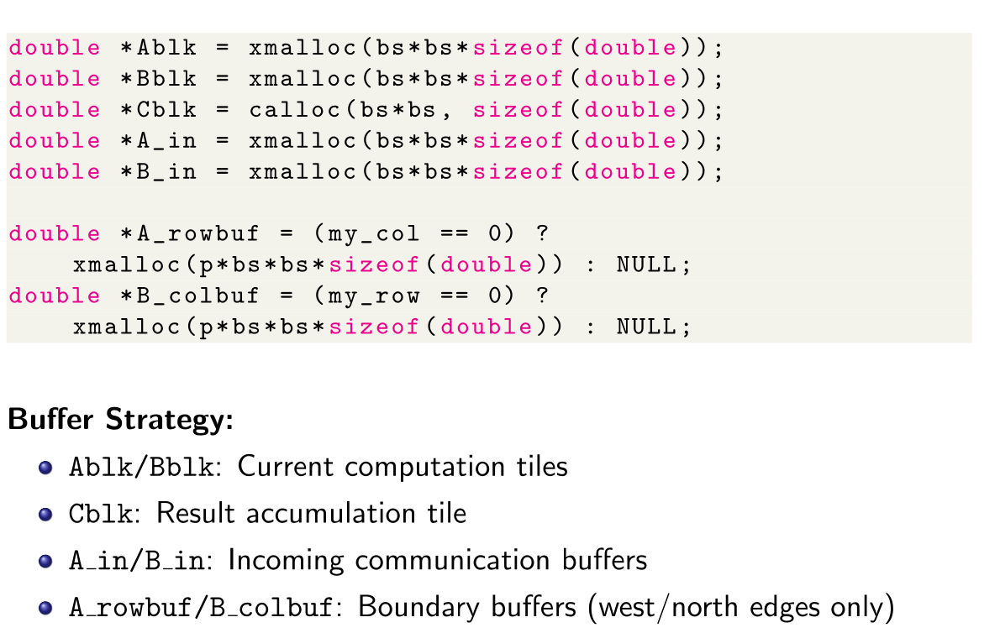 double *Ablk = xmalloc(bs*bs*sizeof(double));
double *Bblk = xmalloc(bs*bs*sizeof(double));
double *Cblk = calloc(bs*bs, sizeof(double));
double *A_in = xmalloc(bs*bs*sizeof(double));
double *B_in = xmalloc(bs*bs*sizeof(double));
double *A_rowbuf = (my_col == 0) ?
    xmalloc(p*bs*bs*sizeof(double)) : NULL;
double *B_colbuf = (my_row == 0) ?
    xmalloc(p*bs*bs*sizeof(double)) : NULL;
Buffer Strategy:
Ablk/Bblk: Current computation tiles
Cblk: Result accumulation tile
A_in/B_in: Incoming communication buffers
A_rowbuf/B_colbuf: Boundary buffers (west/north edges only)